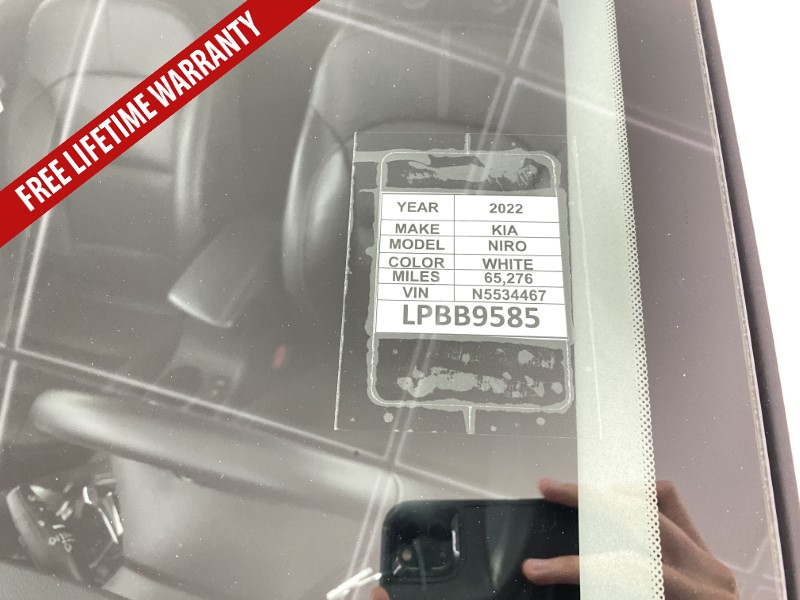 FREE LIFETIME WARRANTY
YEAR 2022
MAKE KIA
MODEL NIRO
COLOR WHITE
MILES 65,276
VIN N5534467
LPBB9585